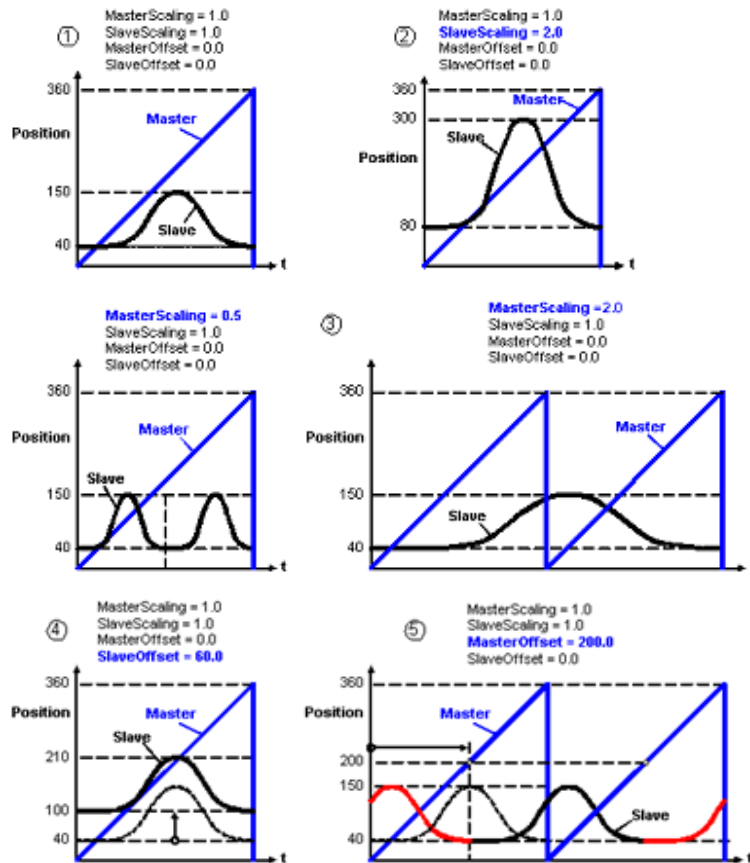 ①
MasterScaling = 1.0
SlaveScaling = 1.0
MasterOffset = 0.0
SlaveOffset = 0.0
360
Master
Position
150
Slave
40
t
②
MasterScaling = 1.0
SlaveScaling = 2.0
MasterOffset = 0.0
SlaveOffset = 0.0
360
300
Master
Slave
Position
80
t
③
MasterScaling = 0.5
SlaveScaling = 1.0
MasterOffset = 0.0
SlaveOffset = 0.0
360
Position
Master
Slave
150
40
t
MasterScaling =2.0
SlaveScaling = 1.0
MasterOffset = 0.0
SlaveOffset = 0.0
360
Position
Master
150
Slave
40
④
MasterScaling = 1.0
SlaveScaling = 1.0
MasterOffset = 0.0
SlaveOffset = 60.0
360
Position
Master
Slave
210
100
40
t
⑤
MasterScaling = 1.0
SlaveScaling = 1.0
MasterOffset = 200.0
SlaveOffset = 0.0
360
Position
Master
200
150
Slave
40
t